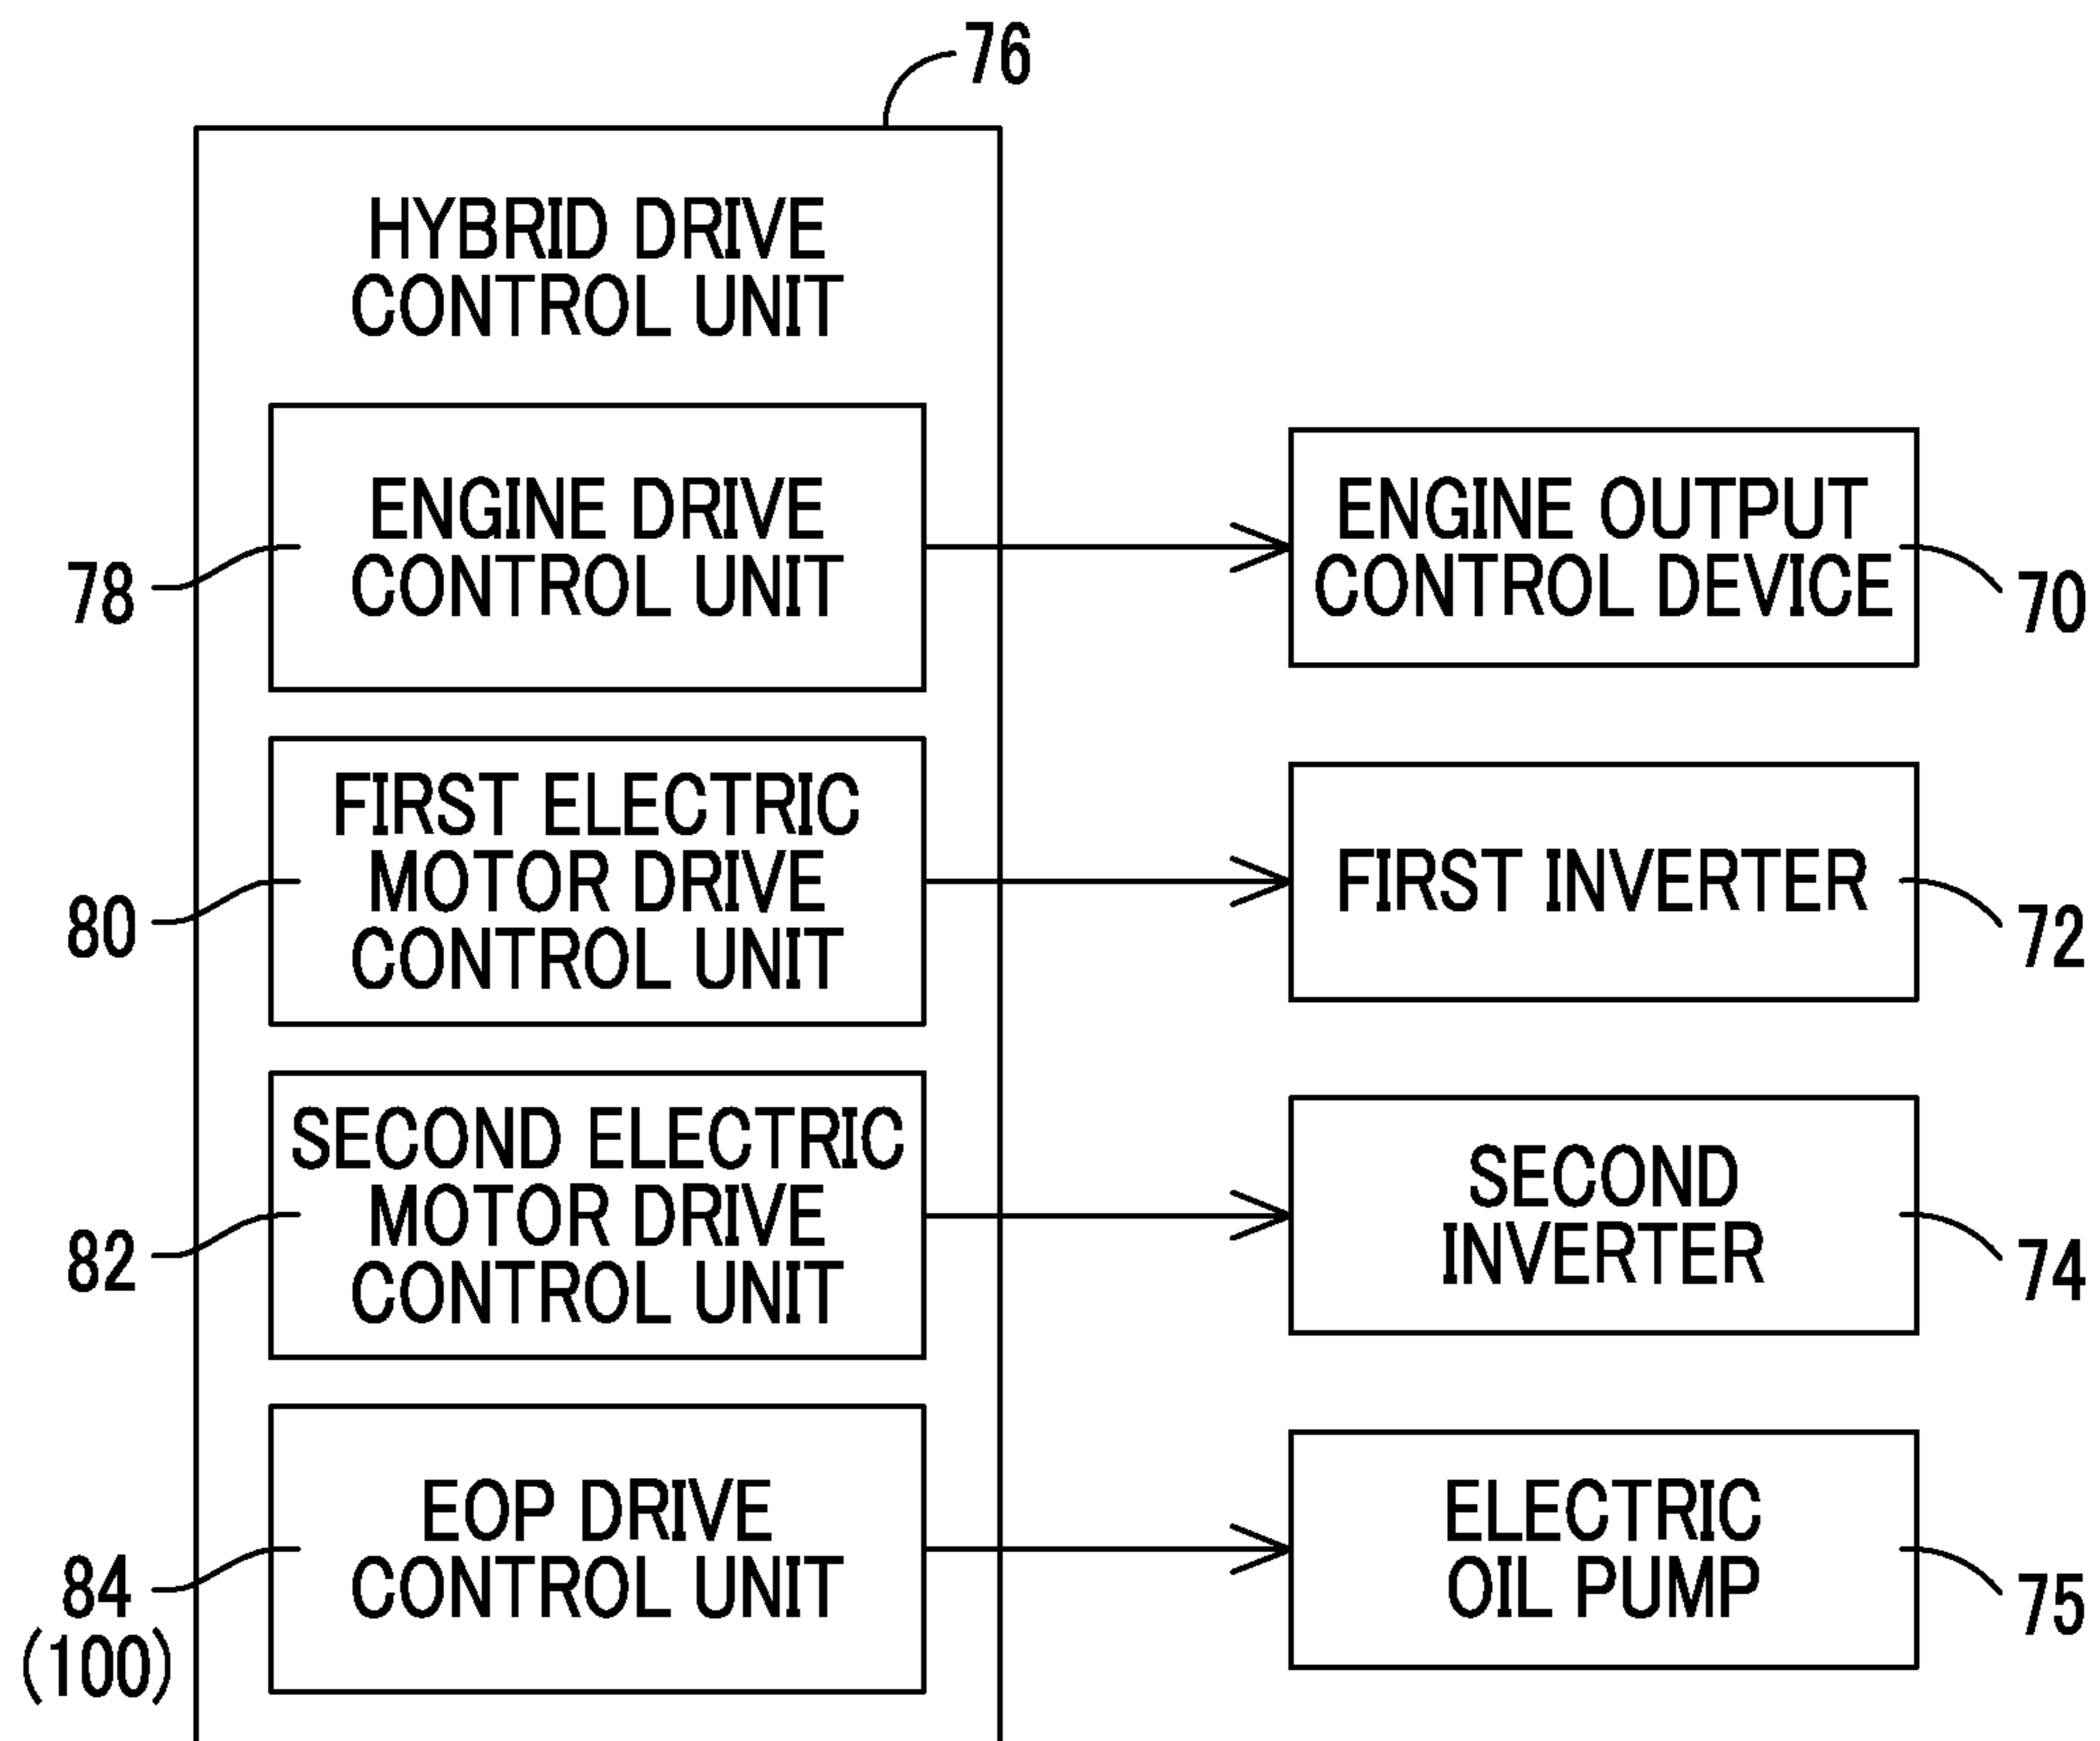 76
HYBRID DRIVE
CONTROL UNIT
ENGINE DRIVE
CONTROL UNIT
78
ENGINE OUTPUT
CONTROL DEVICE
70
FIRST ELECTRIC
MOTOR DRIVE
CONTROL UNIT
80
FIRST INVERTER
72
SECOND ELECTRIC
MOTOR DRIVE
CONTROL UNIT
82
SECOND
INVERTER
74
EOP DRIVE
CONTROL UNIT
84
(100)
ELECTRIC
OIL PUMP
75